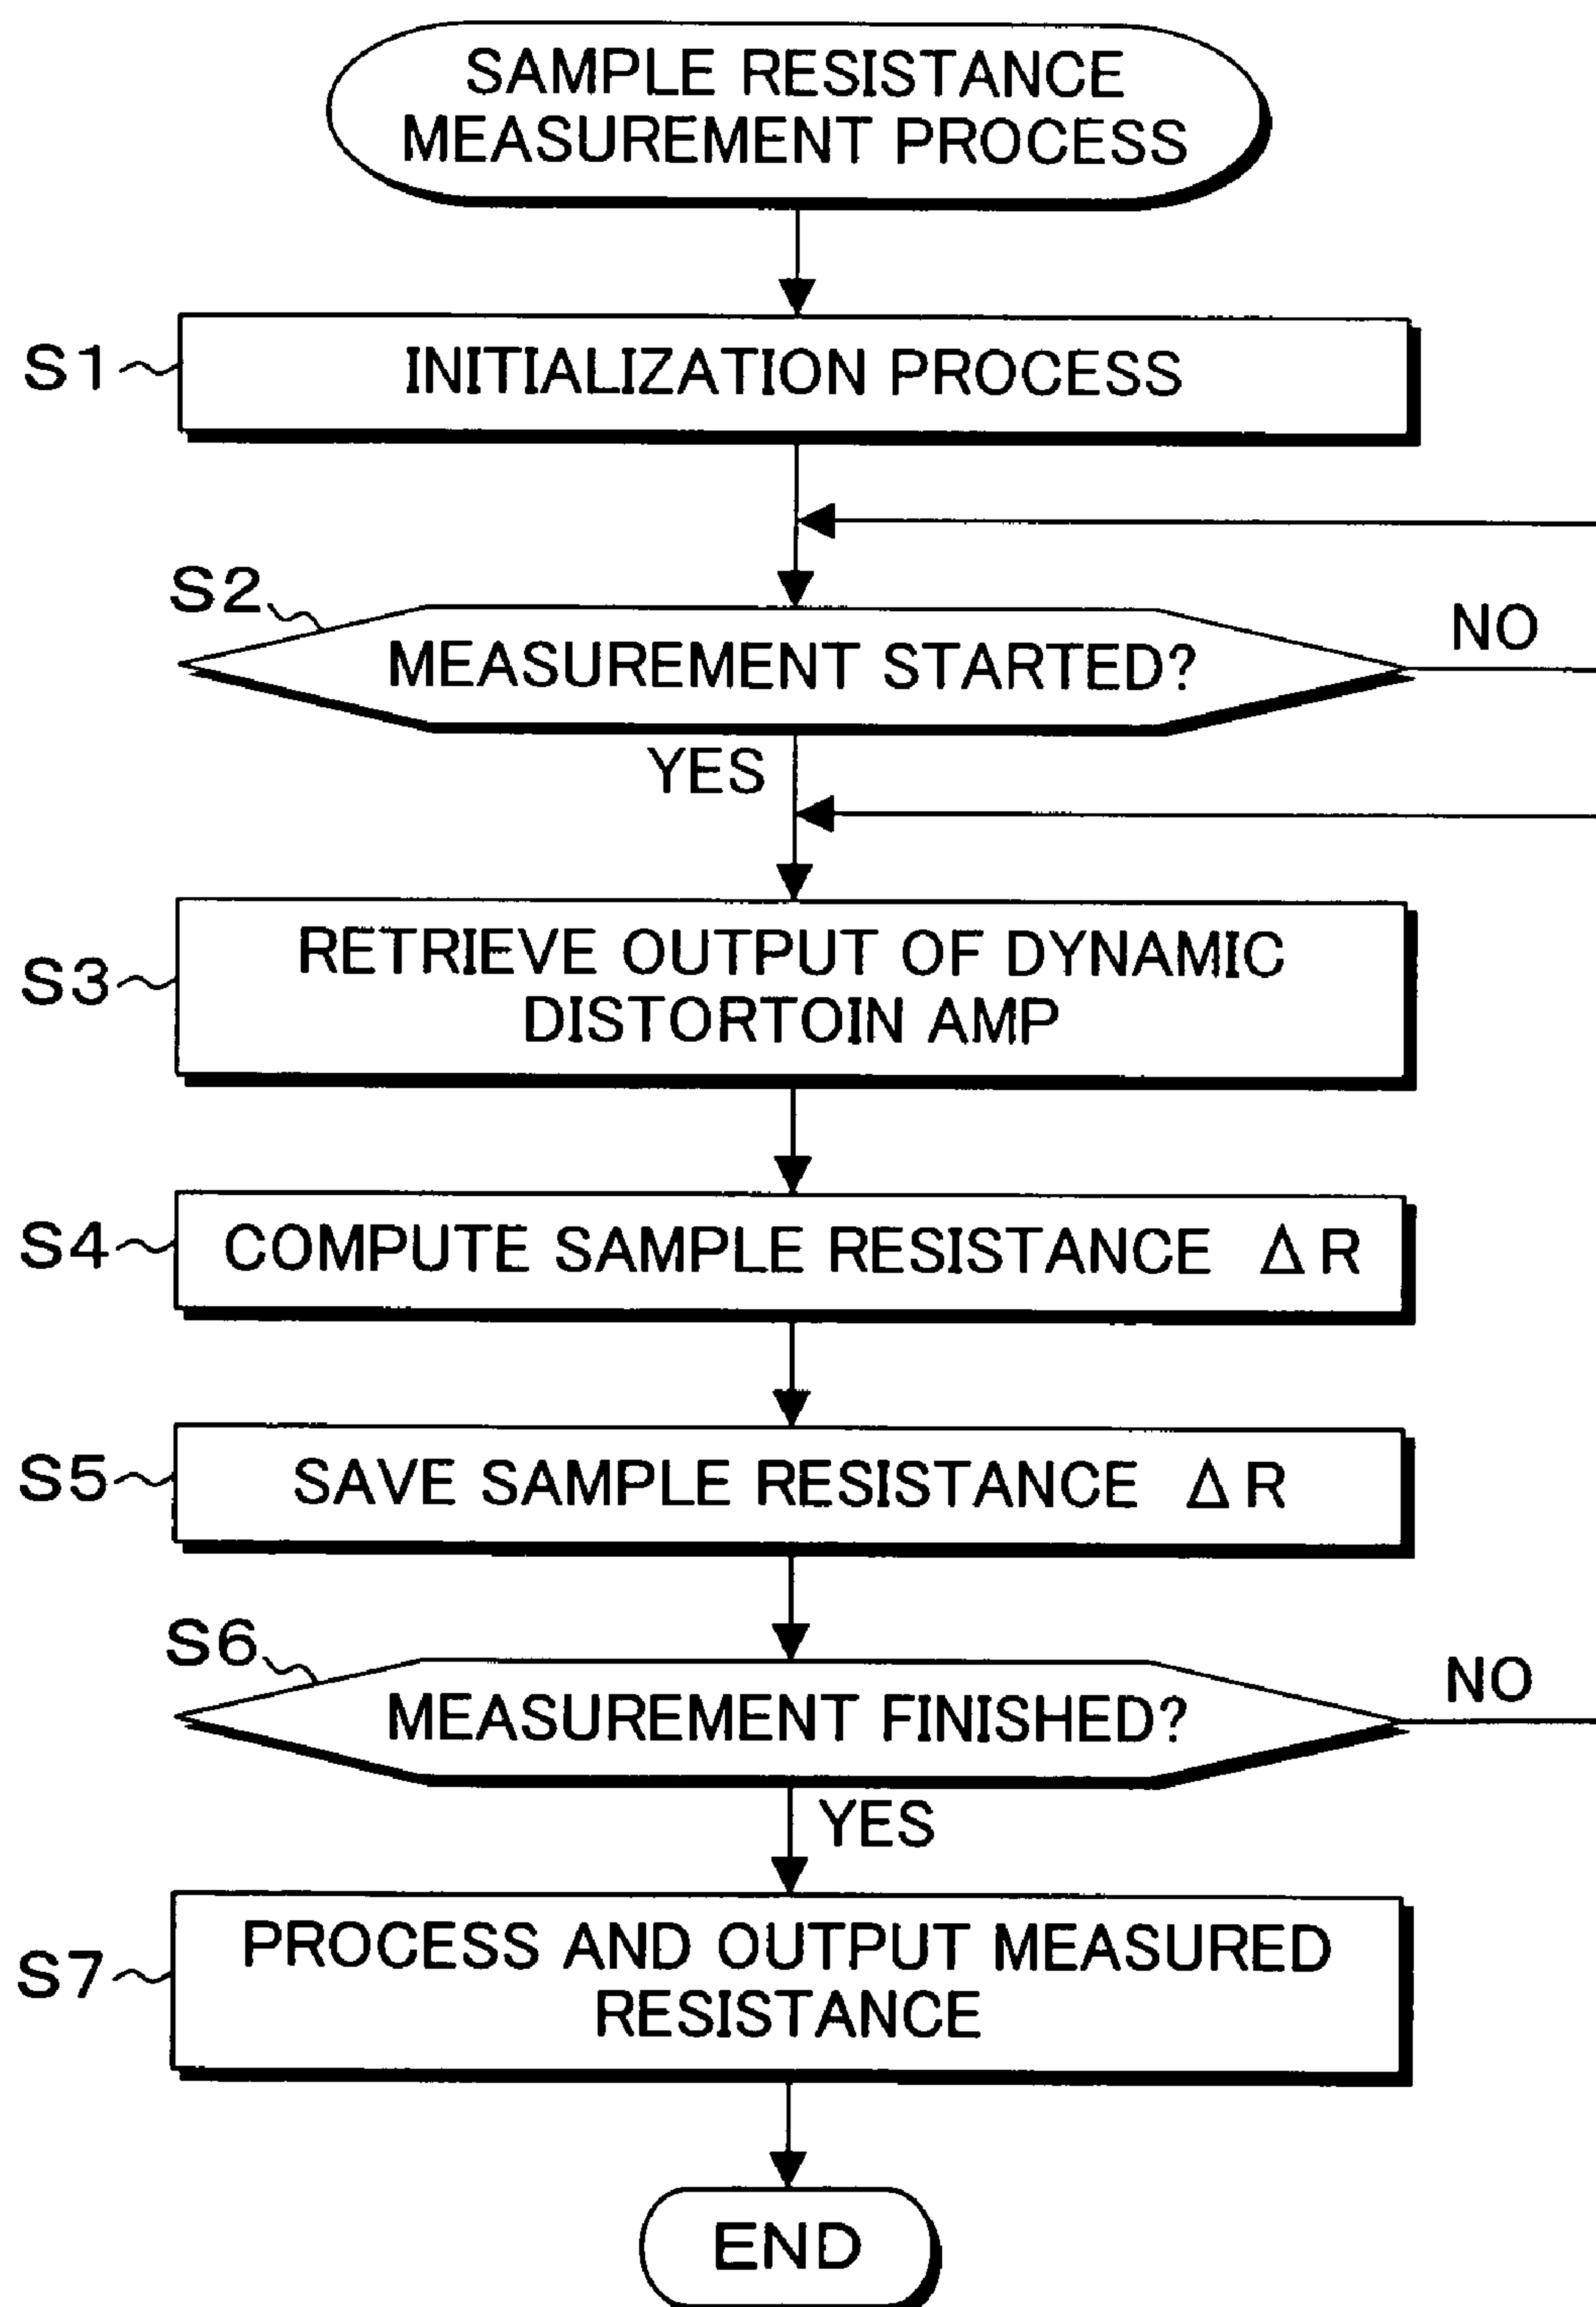 SAMPLE RESISTANCE
MEASUREMENT PROCESS
S1
INITIALIZATION PROCESS
S2
MEASUREMENT STARTED?
NO
YES
S3
RETRIEVE OUTPUT OF DYNAMIC
DISTORTOIN AMP
S4
COMPUTE SAMPLE RESISTANCE Δ R
S5
SAVE SAMPLE RESISTANCE Δ R
S6
MEASUREMENT FINISHED?
NO
YES
S7
PROCESS AND OUTPUT MEASURED
RESISTANCE
END